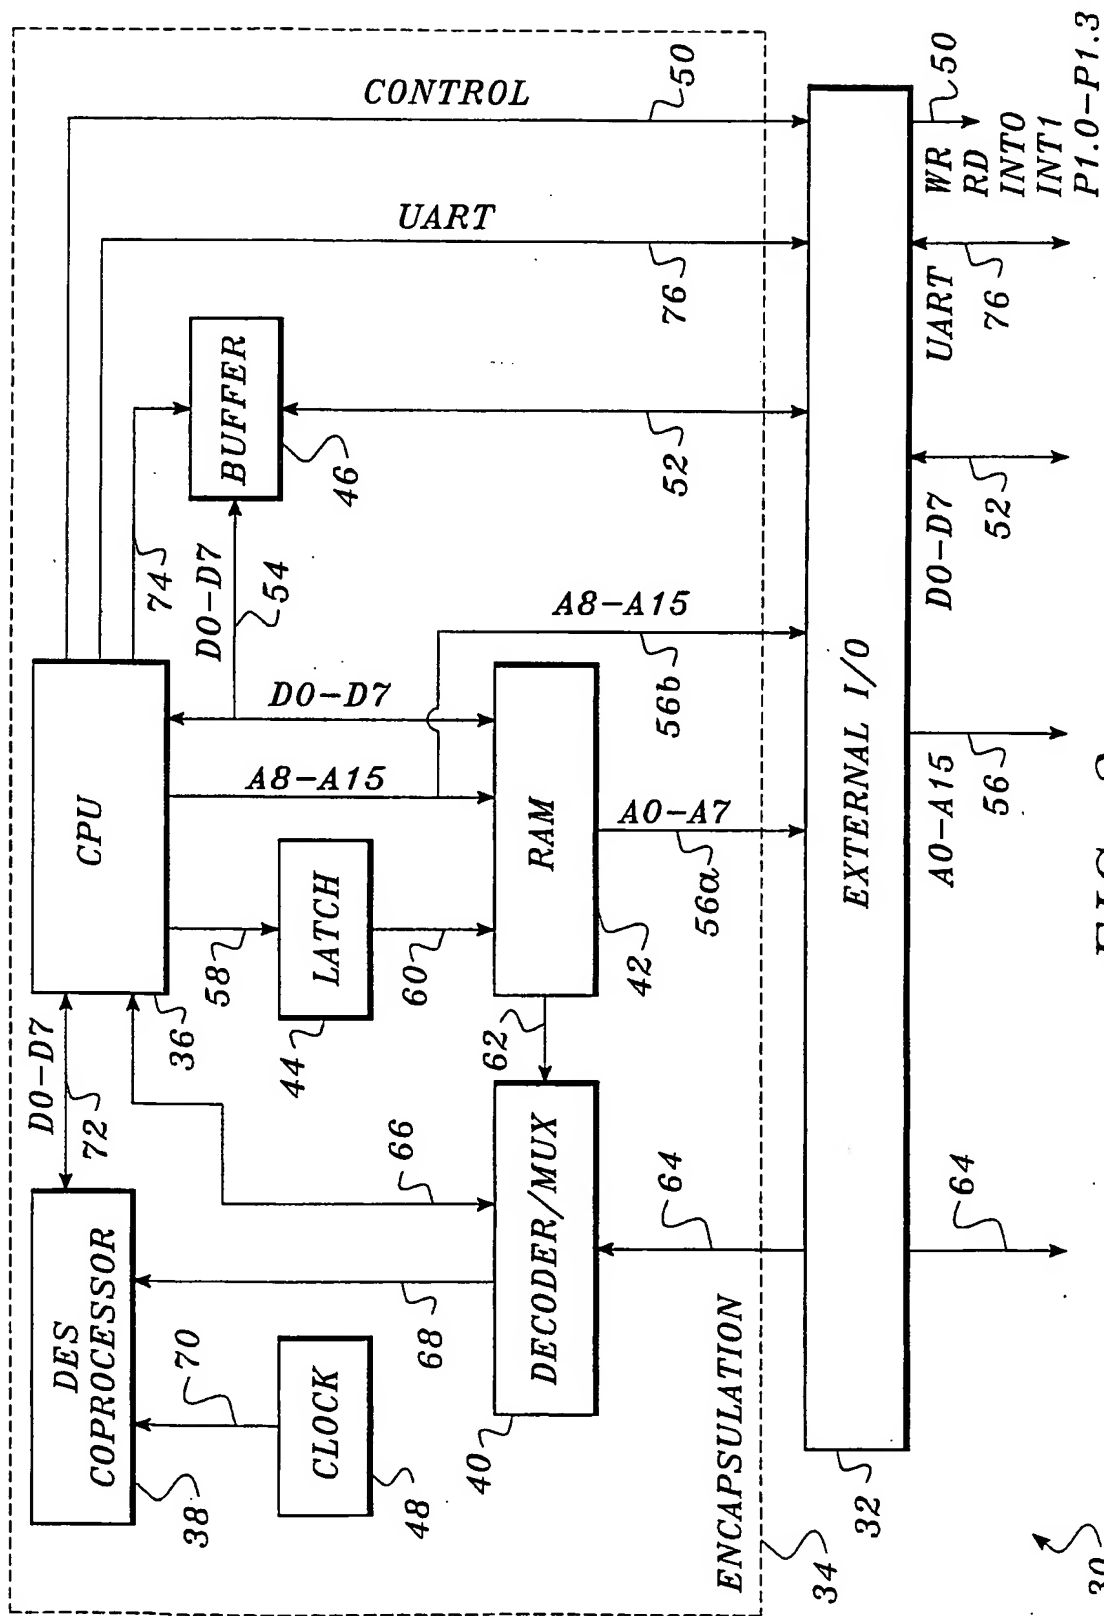 DES
COPROCESSOR
38
D0-D7
72
CPU
36
CONTROL
50
UART
76
74
BUFFER
46
D0-D7
54
52
CLOCK
48
70
68
66
58
LATCH
44
60
A8-A15
D0-D7
DECODER/MUX
40
62
RAM
42
A0-A7
56a
A8-A15
56b
64
ENCAPSULATION
34
EXTERNAL I/O
32
64
A0-A15
56
D0-D7
52
UART
76
WR
RD
INT0
INT1
P1.0-P1.3
50
30
FIG.